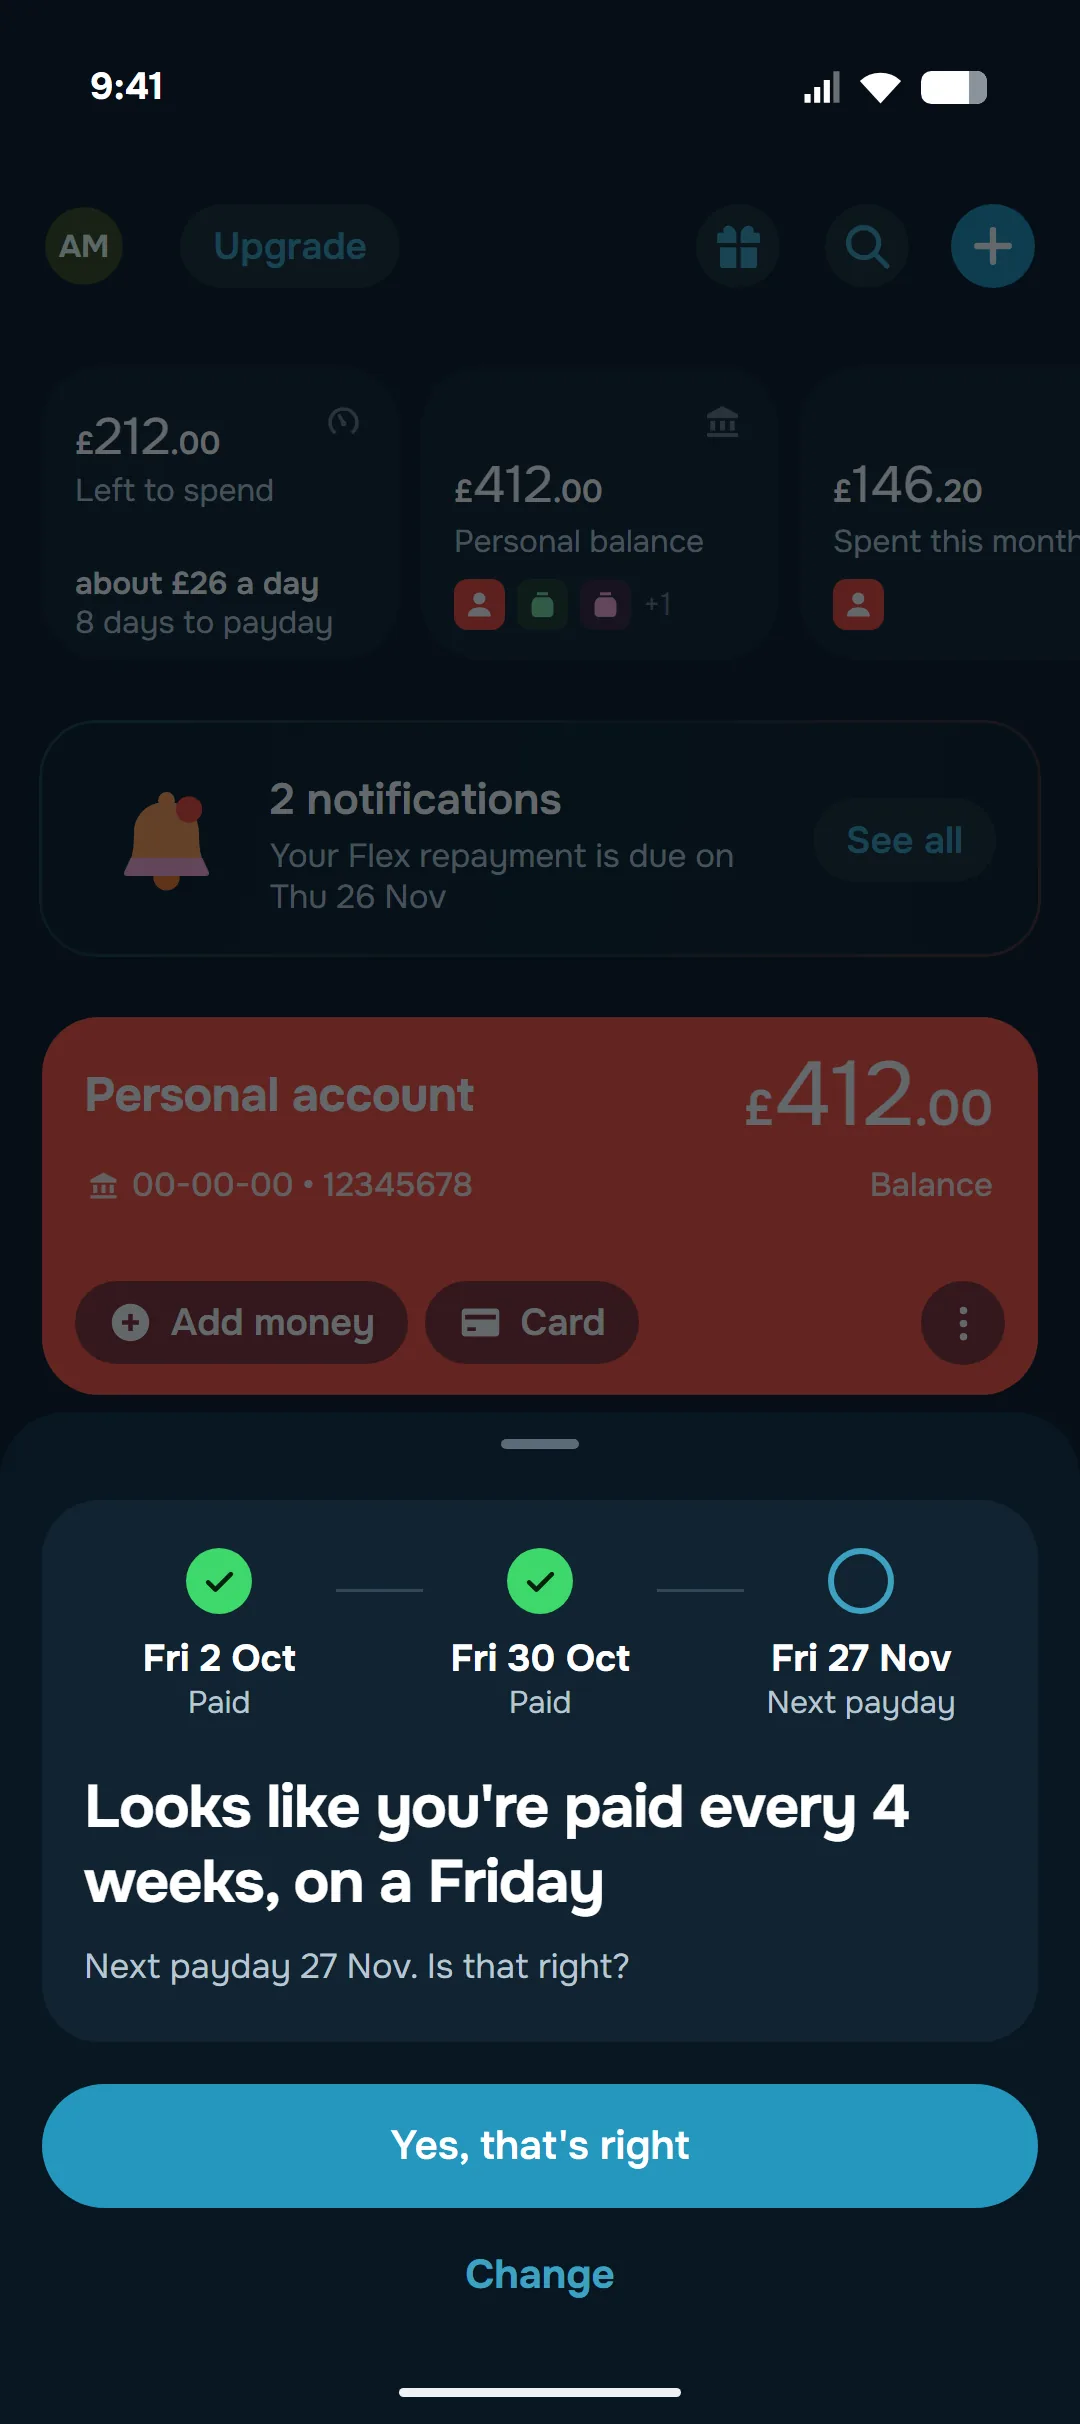 9:41
AM
Upgrade
£212.00
Left to spend
about £26 a day
8 days to payday
£412.00
Personal balance
+1
£146.20
Spent this month
2 notifications
Your Flex repayment is due on
Thu 26 Nov
See all
Personal account
£412.00
00-00-00 • 12345678
Balance
Add money
Card
Fri 2 Oct
Paid
Fri 30 Oct
Paid
Fri 27 Nov
Next payday
Looks like you're paid every 4
weeks, on a Friday
Next payday 27 Nov. Is that right?
Yes, that's right
Change